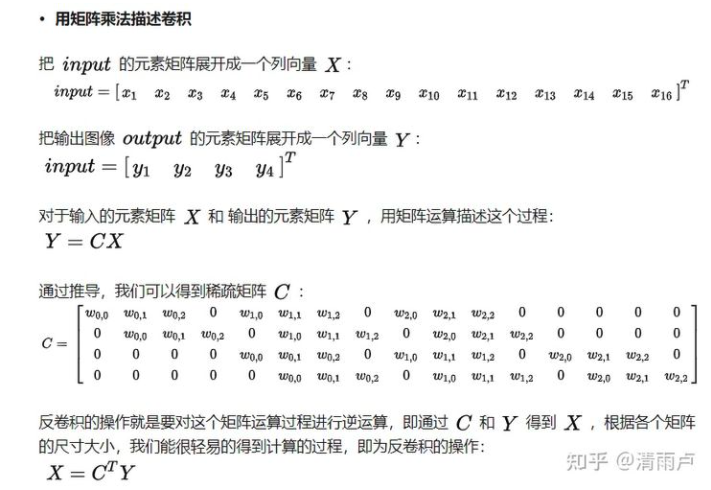 • 用矩阵乘法描述卷积
把 input 的元素矩阵展开成一个列向量 X：
input = [x₁ x₂ x₃ x₄ x₅ x₆ x₇ x₈ x₉ x₁₀ x₁₁ x₁₂ x₁₃ x₁₄ x₁₅ x₁₆]ᵀ
把输出图像 output 的元素矩阵展开成一个列向量 Y：
input = [y₁ y₂ y₃ y₄]ᵀ
对于输入的元素矩阵 X 和 输出的元素矩阵 Y ，用矩阵运算描述这个过程：
Y = CX
通过推导，我们可以得到稀疏矩阵 C：
w0,0 w0,1 w0,2 0 w1,0 w1,1 w1,2 0 w2,0 w2,1 w2,2 0 0 0 0 0
C = 0 w0,0 w0,1 w0,2 0 w1,0 w1,1 w1,2 0 w2,0 w2,1 w2,2 0 0 0 0
0 0 0 0 w0,0 w0,1 w0,2 0 w1,0 w1,1 w1,2 0 w2,0 w2,1 w2,2 0
0 0 0 0 0 w0,0 w0,1 w0,2 0 w1,0 w1,1 w1,2 0 w2,0 w2,1 w2,2
反卷积的操作就是要对这个矩阵运算过程进行逆运算，即通过 C 和 Y 得到 X ，根据各个矩阵
的尺寸大小，我们能很轻易的得到计算的过程，即为反卷积的操作：
X = CᵀY
知乎 @清雨卢